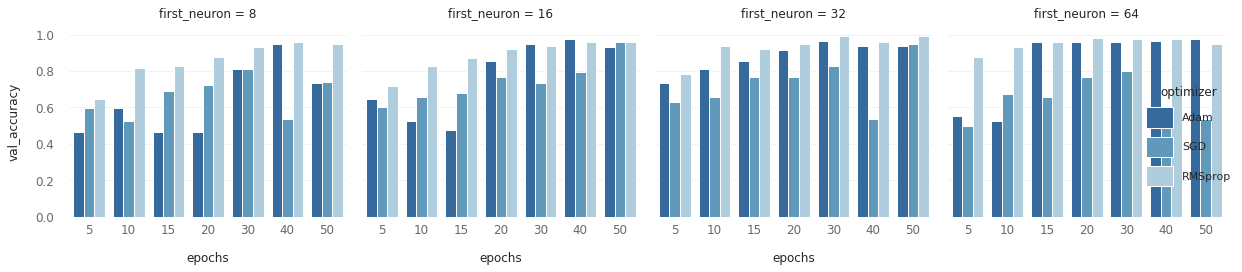 first_neuron = 8
first_neuron = 16
first_neuron = 32
first_neuron = 64
val_accuracy
1.0
0.8
0.6
0.4
0.2
0.0
5 10 15 20 30 40 50
5 10 15 20 30 40 50
5 10 15 20 30 40 50
5 10 15 20 30 40 50
epochs
epochs
epochs
optimizer
Adam
SGD
RMSprop